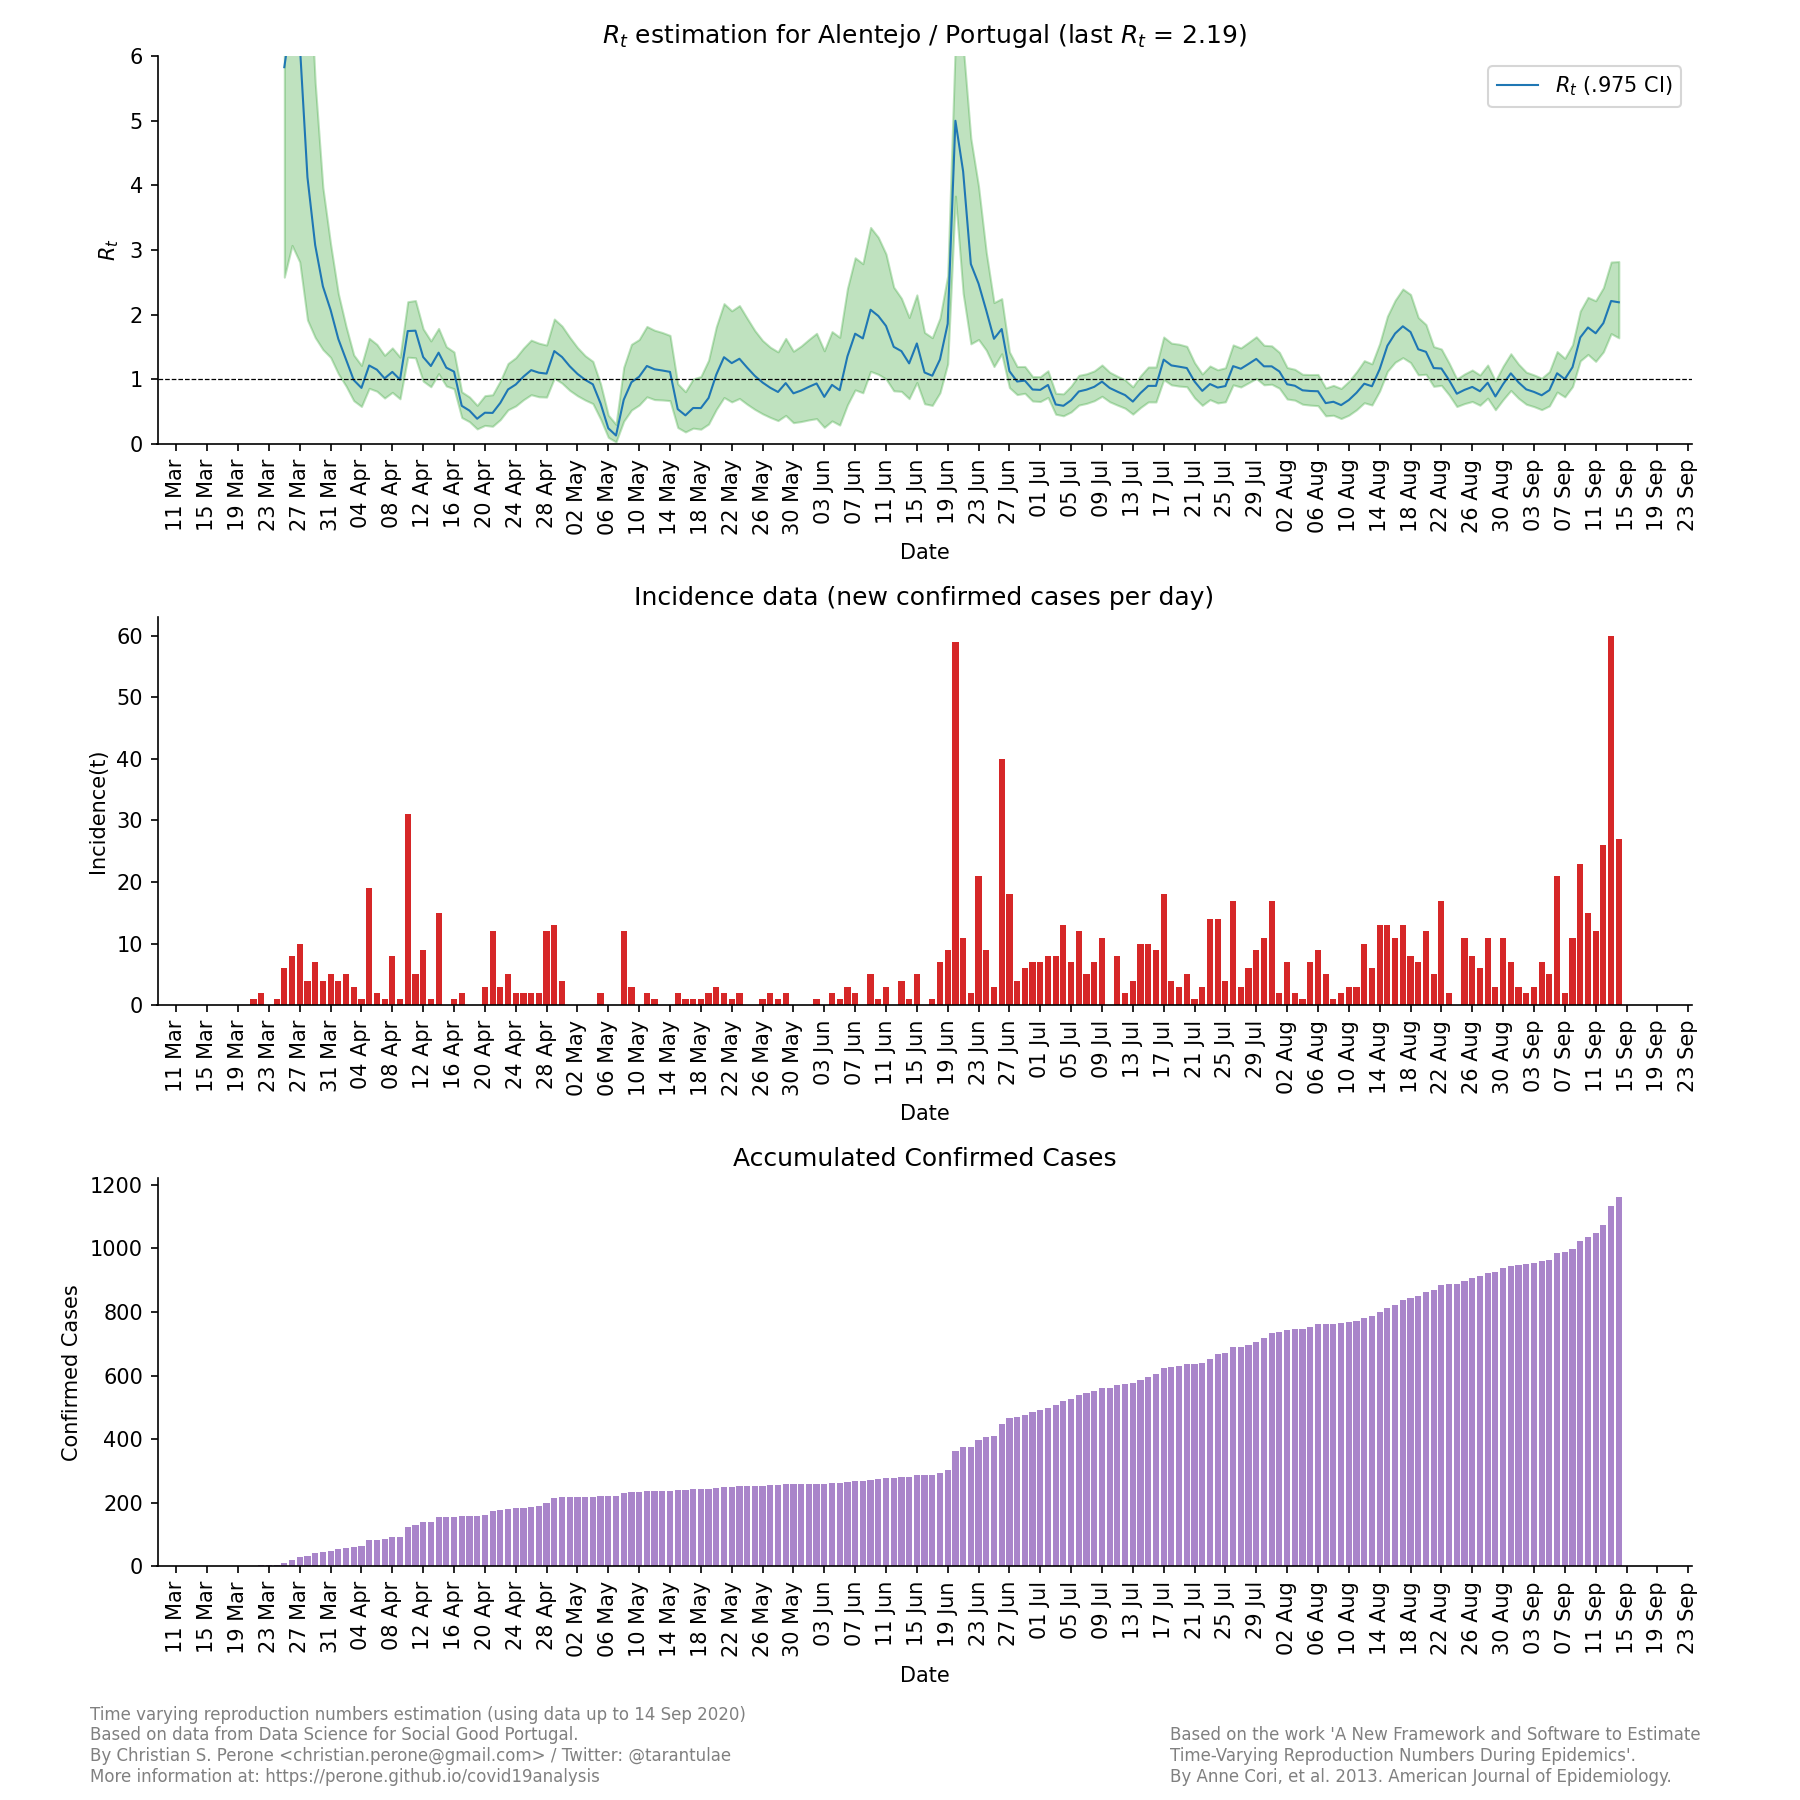 R_t estimation for Alentejo / Portugal (last R_t = 2.19)
R_t (.975 CI)
R_t
6
5
4
3
2
1
0
11 Mar 15 Mar 19 Mar 23 Mar 27 Mar 31 Mar 04 Apr 08 Apr 12 Apr 16 Apr 20 Apr 24 Apr 28 Apr 02 May 06 May 10 May 14 May 18 May 22 May 26 May 30 May 03 Jun 07 Jun 11 Jun 15 Jun 19 Jun 23 Jun 27 Jun 01 Jul 05 Jul 09 Jul 13 Jul 17 Jul 21 Jul 25 Jul 29 Jul 02 Aug 06 Aug 10 Aug 14 Aug 18 Aug 22 Aug 26 Aug 30 Aug 03 Sep 07 Sep 11 Sep 15 Sep 19 Sep 23 Sep
Date
Incidence data (new confirmed cases per day)
Incidence(t)
60
50
40
30
20
10
0
11 Mar 15 Mar 19 Mar 23 Mar 27 Mar 31 Mar 04 Apr 08 Apr 12 Apr 16 Apr 20 Apr 24 Apr 28 Apr 02 May 06 May 10 May 14 May 18 May 22 May 26 May 30 May 03 Jun 07 Jun 11 Jun 15 Jun 19 Jun 23 Jun 27 Jun 01 Jul 05 Jul 09 Jul 13 Jul 17 Jul 21 Jul 25 Jul 29 Jul 02 Aug 06 Aug 10 Aug 14 Aug 18 Aug 22 Aug 26 Aug 30 Aug 03 Sep 07 Sep 11 Sep 15 Sep 19 Sep 23 Sep
Date
Accumulated Confirmed Cases
Confirmed Cases
1200
1000
800
600
400
200
0
11 Mar 15 Mar 19 Mar 23 Mar 27 Mar 31 Mar 04 Apr 08 Apr 12 Apr 16 Apr 20 Apr 24 Apr 28 Apr 02 May 06 May 10 May 14 May 18 May 22 May 26 May 30 May 03 Jun 07 Jun 11 Jun 15 Jun 19 Jun 23 Jun 27 Jun 01 Jul 05 Jul 09 Jul 13 Jul 17 Jul 21 Jul 25 Jul 29 Jul 02 Aug 06 Aug 10 Aug 14 Aug 18 Aug 22 Aug 26 Aug 30 Aug 03 Sep 07 Sep 11 Sep 15 Sep 19 Sep 23 Sep
Date
Time varying reproduction numbers estimation (using data up to 14 Sep 2020)
Based on data from Data Science for Social Good Portugal.
By Christian S. Perone <christian.perone@gmail.com> / Twitter: @tarantulae
More information at: https://perone.github.io/covid19analysis
Based on the work 'A New Framework and Software to Estimate
Time-Varying Reproduction Numbers During Epidemics'.
By Anne Cori, et al. 2013. American Journal of Epidemiology.